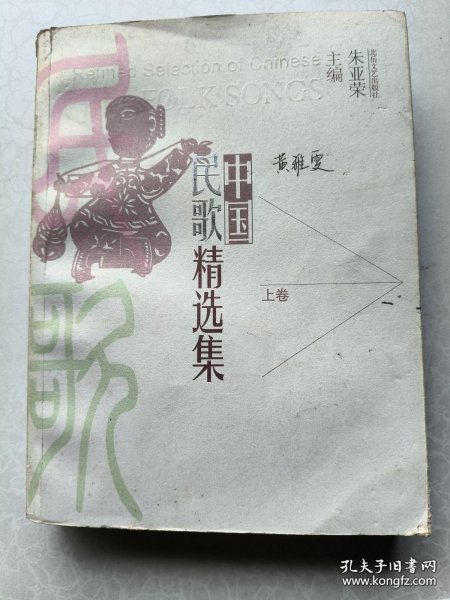 Refined Selection of Chinese
FOLK SONGS
北岳文艺出版社
朱亚荣
主编
黄雅雯
中国
民歌
精选集
上卷
民歌
孔夫子旧书网
www.kongfz.com